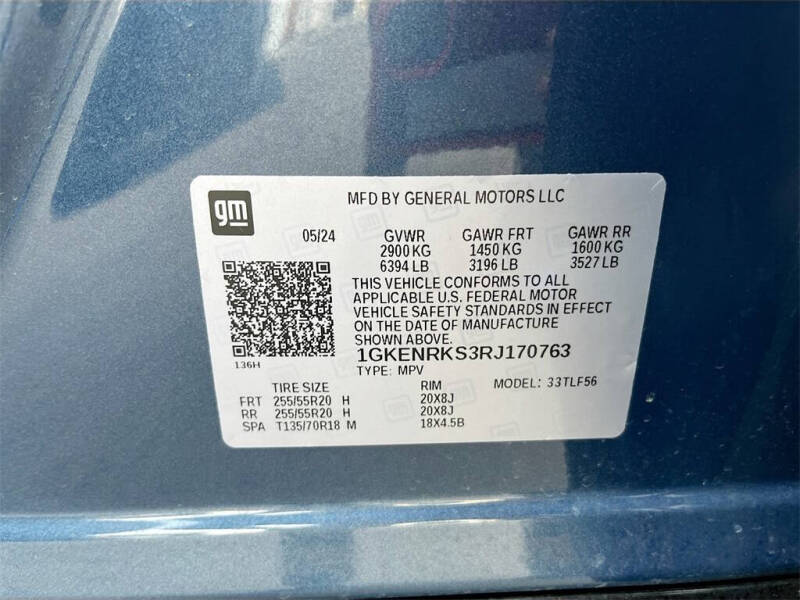 gm
MFD BY GENERAL MOTORS LLC
05/24 GVWR GAWR FRT GAWR RR
2900 KG 1450 KG 1600 KG
6394 LB 3196 LB 3527 LB
THIS VEHICLE CONFORMS TO ALL
APPLICABLE U.S. FEDERAL MOTOR
VEHICLE SAFETY STANDARDS IN EFFECT
ON THE DATE OF MANUFACTURE
SHOWN ABOVE.
136H
1GKENRKS3RJ170763
TYPE: MPV MODEL: 33TLF56
TIRE SIZE RIM
FRT 255/55R20 H 20X8J
RR 255/55R20 H 20X8J
SPA T135/70R18 M 18X4.5B